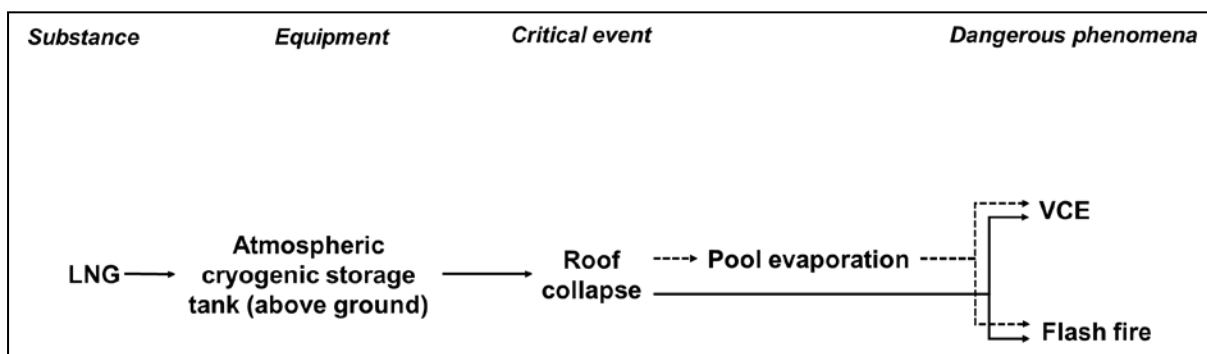 Substance
Equipment
Critical event
Dangerous phenomena
VCE
Atmospheric
cryogenic storage
tank (above ground)
LNG
Roof
collapse
Pool evaporation
Flash fire